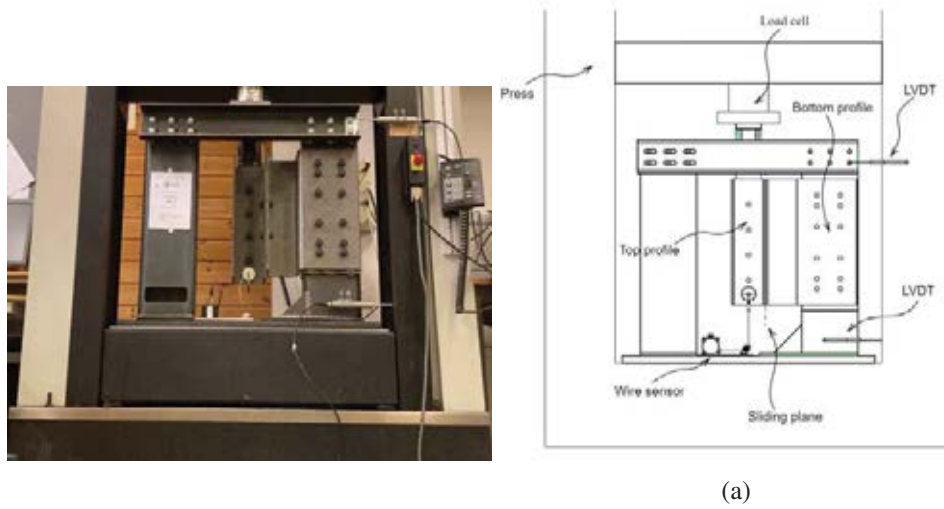 Load cell
Press
LVDT
Bottom profile
Top profile
LVDT
Wire sensor
Sliding plane
(a)